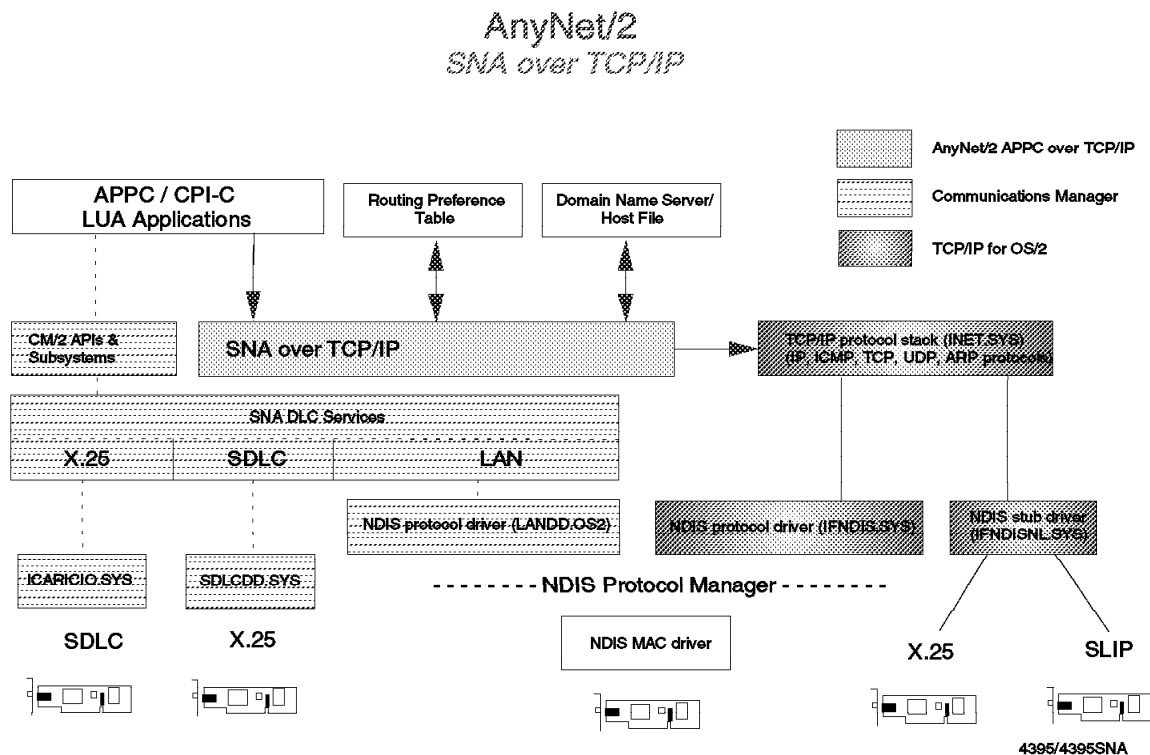 AnyNet/2
SNA over TCP/IP
AnyNet/2 APPC over TCP/IP
Communications Manager
TCP/IP for OS/2
APPC / CPI-C
LUA Applications
Routing Preference
Table
Domain Name Server/
Host File
CM/2 APIs &
Subsystems
SNA over TCP/IP
TCP/IP protocol stack (INET.SYS)
(IP, ICMP, TCP, UDP, ARP protocols)
SNA DLC Services
X.25
SDLC
LAN
NDIS protocol driver (LANDD.OS2)
NDIS protocol driver (IFNDIS.SYS)
NDIS stub driver
(IFNDISNL.SYS)
ICARICIO.SYS
SDLCDD.SYS
NDIS Protocol Manager
SDLC
X.25
NDIS MAC driver
X.25
SLIP
4395/4395SNA